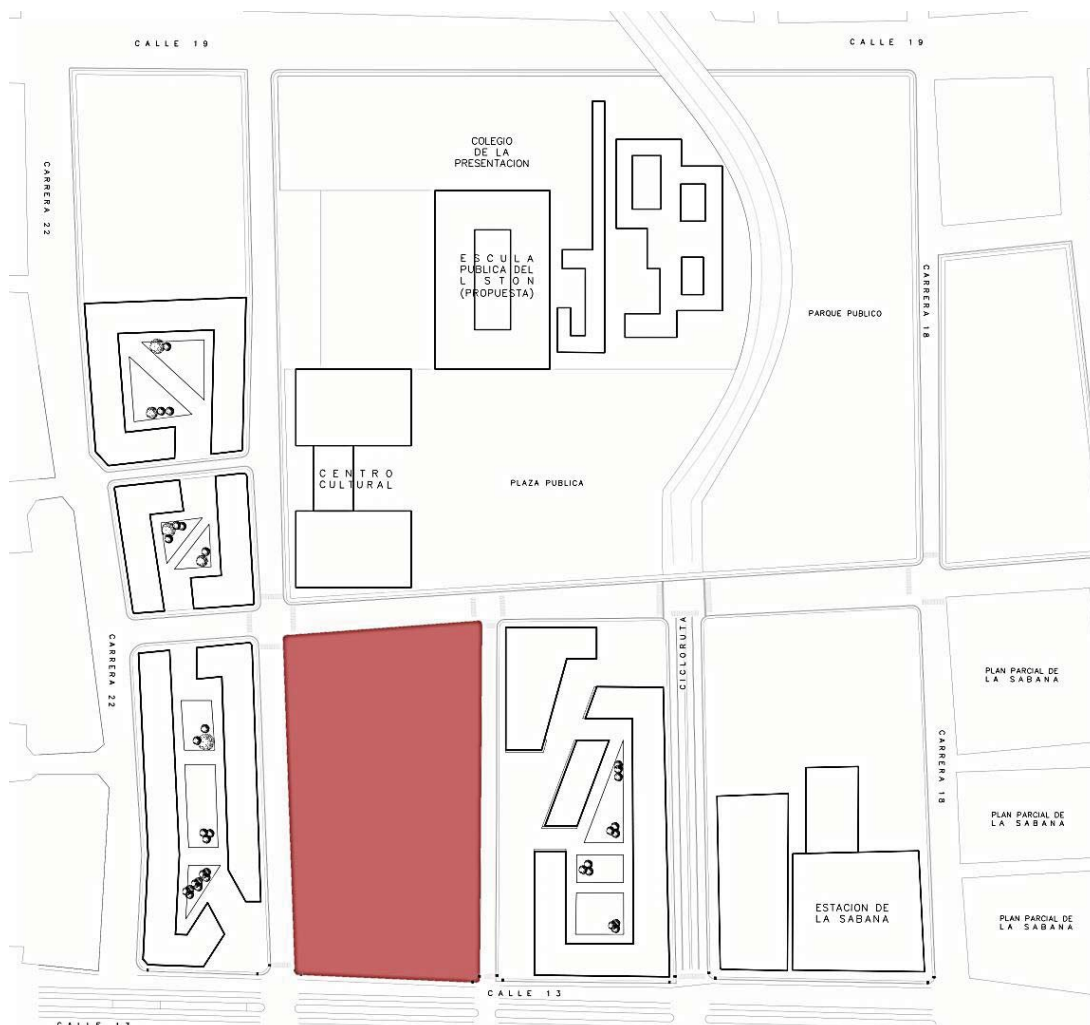 CALLE 19
CALLE 19
CARRERA 22
COLEGIO
DE LA
PRESENTACION
ESCULA
PUBLICA DEL
LISTON
(PROPUESTA)
CARRERA 18
PARQUE PUBLICO
CENTRO
CULTURAL
PLAZA PUBLICA
CARRERA 22
CICLORUTA
PLAN PARCIAL DE
LA SABANA
CARRERA 18
PLAN PARCIAL DE
LA SABANA
ESTACION DE
LA SABANA
PLAN PARCIAL DE
LA SABANA
CALLE 13
CALLE 13